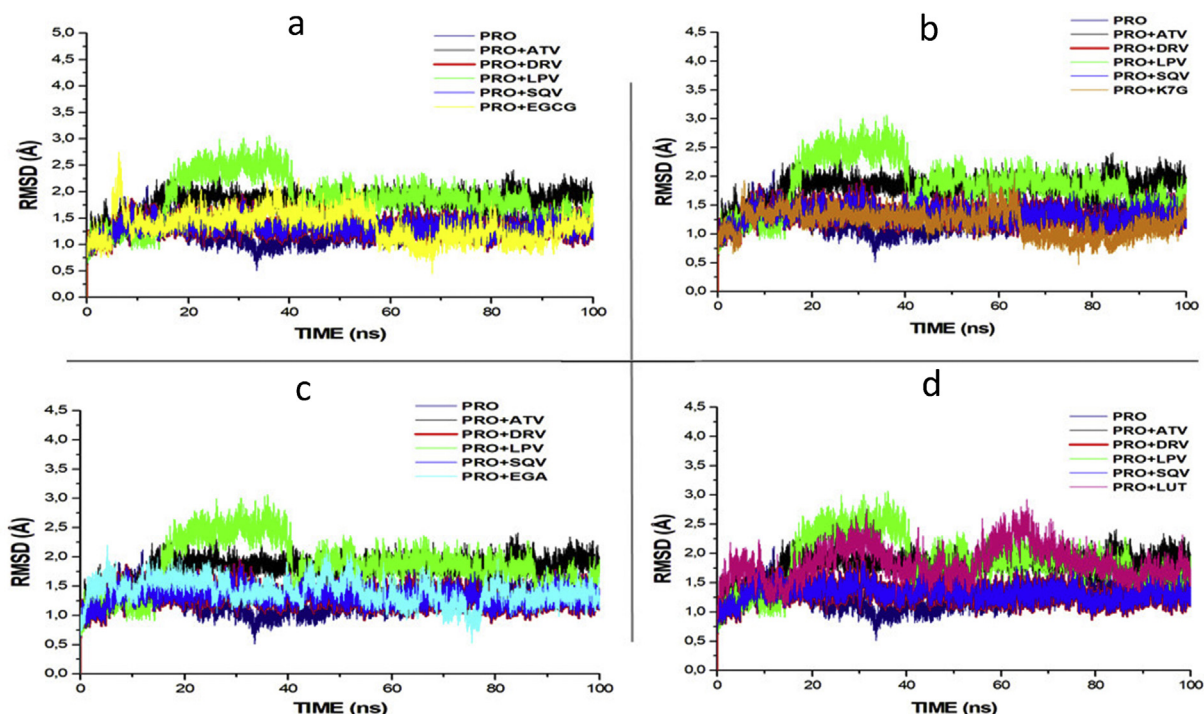 a
5,0
4,5
4,0
3,5
3,0
2,5
2,0
1,5
1,0
0,5
0,0
RMSD (Å)
0
20
40
60
80
100
TIME (ns)
PRO
PRO+ATV
PRO+DRV
PRO+LPV
PRO+SQV
PRO+EGCG
b
4,5
4,0
3,5
3,0
2,5
2,0
1,5
1,0
0,5
0,0
RMSD (Å)
0
20
40
60
80
100
TIME (ns)
PRO
PRO+ATV
PRO+DRV
PRO+LPV
PRO+SQV
PRO+K7G
c
4,5
4,0
3,5
3,0
2,5
2,0
1,5
1,0
0,5
0,0
RMSD (Å)
0
20
40
60
80
100
TIME (ns)
PRO
PRO+ATV
PRO+DRV
PRO+LPV
PRO+SQV
PRO+EGA
d
4,5
4,0
3,5
3,0
2,5
2,0
1,5
1,0
0,5
0,0
RMSD (Å)
0
20
40
60
80
100
TIME (ns)
PRO
PRO+ATV
PRO+DRV
PRO+LPV
PRO+SQV
PRO+LUT